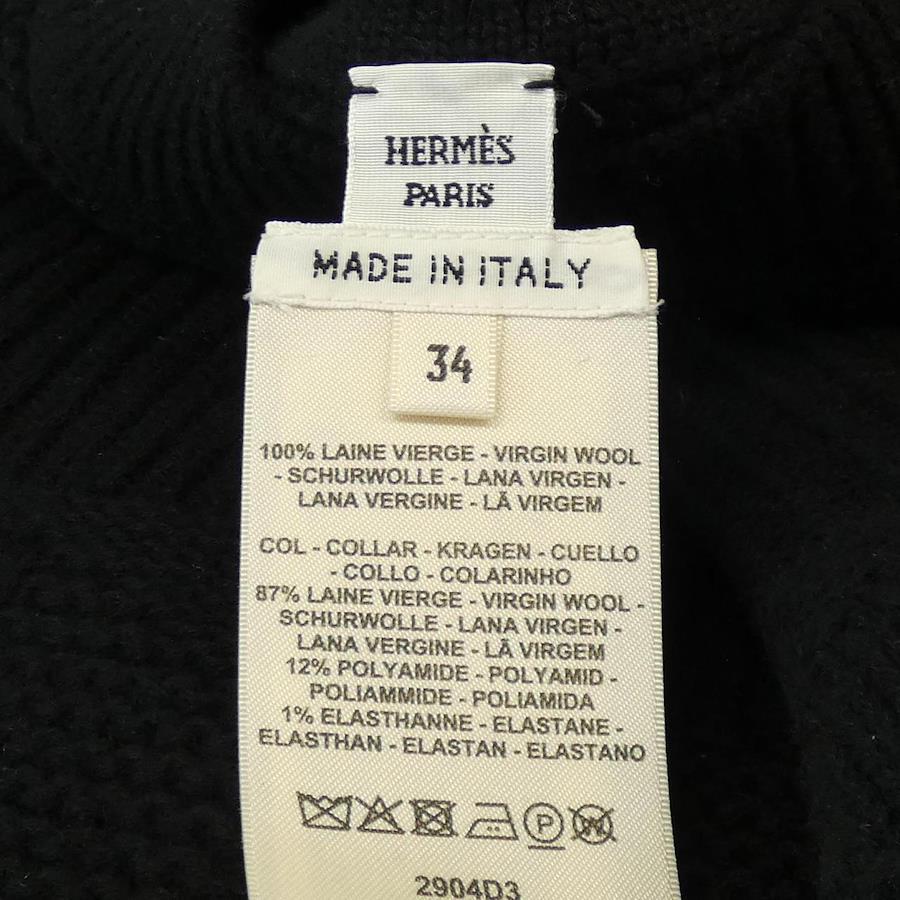 HERMÈS
PARIS
MADE IN ITALY
34
100% LAINE VIERGE - VIRGIN WOOL
- SCHURWOLLE - LANA VIRGEN -
LANA VERGINE - LÃ VIRGEM
COL - COLLAR - KRAGEN - CUELLO
- COLLO - COLARINHO
87% LAINE VIERGE - VIRGIN WOOL -
SCHURWOLLE - LANA VIRGEN -
LANA VERGINE - LÃ VIRGEM
12% POLYAMIDE - POLYAMID -
POLIAMMIDE - POLIAMIDA
1% ELASTHANNE - ELASTANE -
ELASTHAN - ELASTAN - ELASTANO
P W
2904D3